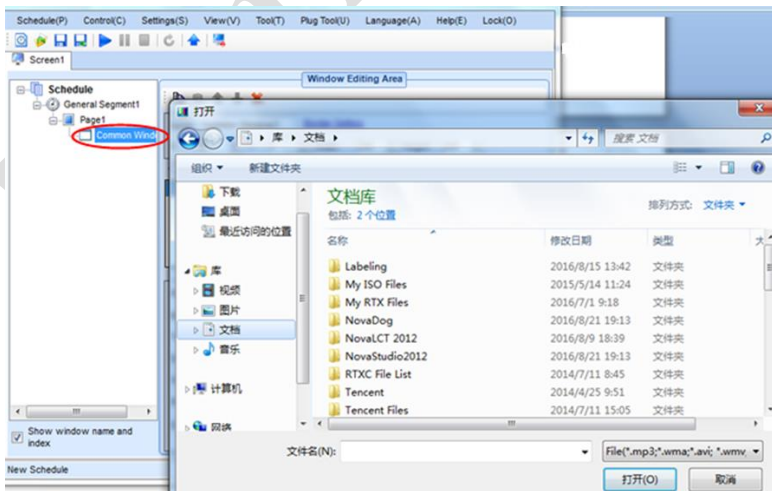 Schedule(P) Control(C) Settings(S) View(V) Tool(T) Plug Tool(U) Language(A) Help(E) Lock(O)
Screen1
Window Editing Area
Schedule
General Segment1
Page1
Common Winde
打开
库 文档
搜索 文档
组织 新建文件夹
下载
桌面
最近访问的位置
库
视频
图片
文档
音乐
计算机
网络
文档库
包括: 2 个位置
排列方式: 文件夹
名称 修改日期 类型 大
Labeling 2016/8/15 13:42 文件夹
My ISO Files 2015/5/14 11:24 文件夹
My RTX Files 2016/7/1 9:18 文件夹
NovaDog 2016/8/21 19:13 文件夹
NovaLCT 2012 2016/8/9 18:39 文件夹
NovaStudio2012 2016/8/21 19:13 文件夹
RTXC File List 2014/7/11 8:45 文件夹
Tencent 2014/4/25 9:51 文件夹
Tencent Files 2014/7/11 15:05 文件夹
Show window name and
index
文件名(N):
File(*.mp3;*.wma;*.avi; *.wmv,
打开(O) 取消
New Schedule